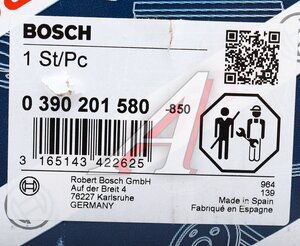 BOSCH
1 St/Pc
0 390 201 580 -850
3 165143 422625
Robert Bosch GmbH
Auf der Breit 4
76227 Karlsruhe
GERMANY
964
139
Made in Spain
Fabriqué en Espagne